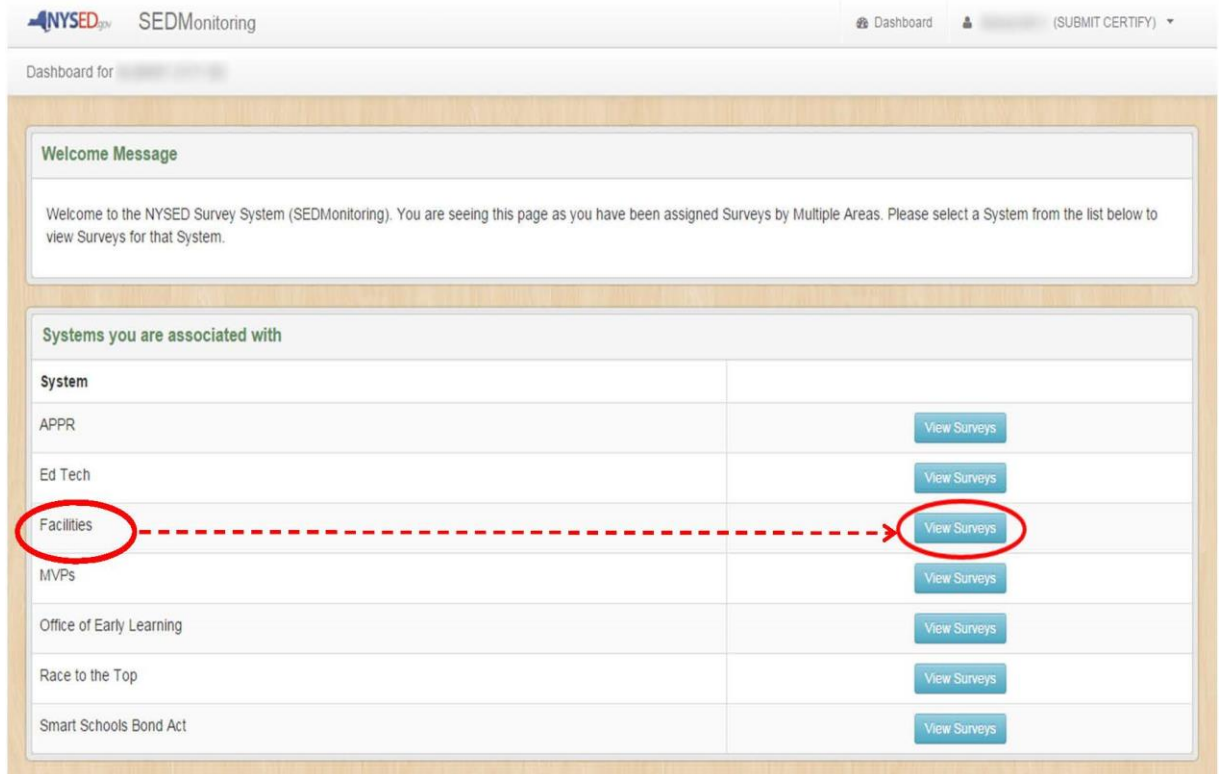 NYSED.gov SEDMonitoring Dashboard (SUBMIT CERTIFY)
Dashboard for
Welcome Message
Welcome to the NYSED Survey System (SEDMonitoring). You are seeing this page as you have been assigned Surveys by Multiple Areas. Please select a System from the list below to
view Surveys for that System.
Systems you are associated with
System
APPR View Surveys
Ed Tech View Surveys
Facilities View Surveys
MVPs View Surveys
Office of Early Learning View Surveys
Race to the Top View Surveys
Smart Schools Bond Act View Surveys